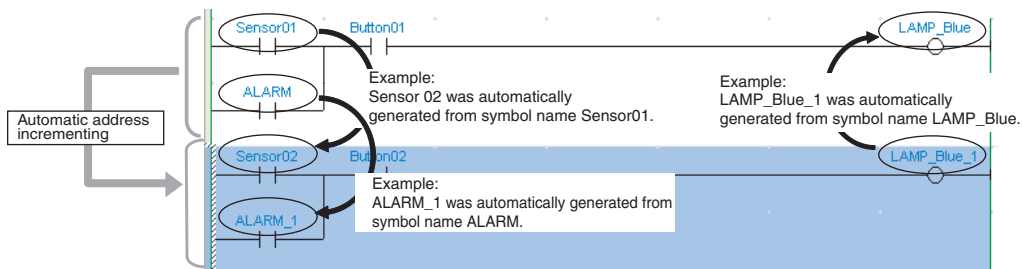 Sensor01
Button01
LAMP_Blue
Example:
Sensor 02 was automatically
generated from symbol name Sensor01.
Example:
LAMP_Blue_1 was automatically
generated from symbol name LAMP_Blue.
ALARM
Automatic address
incrementing
Sensor02
Button02
LAMP_Blue_1
Example:
ALARM_1 was automatically generated from
symbol name ALARM.
ALARM_1